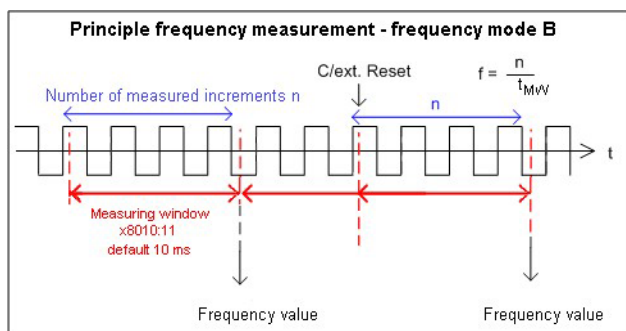 Principle frequency measurement - frequency mode B
C/ext. Reset
f = n / tMW
Number of measured increments n
n
t
Measuring window
x8010:11
default 10 ms
Frequency value
Frequency value